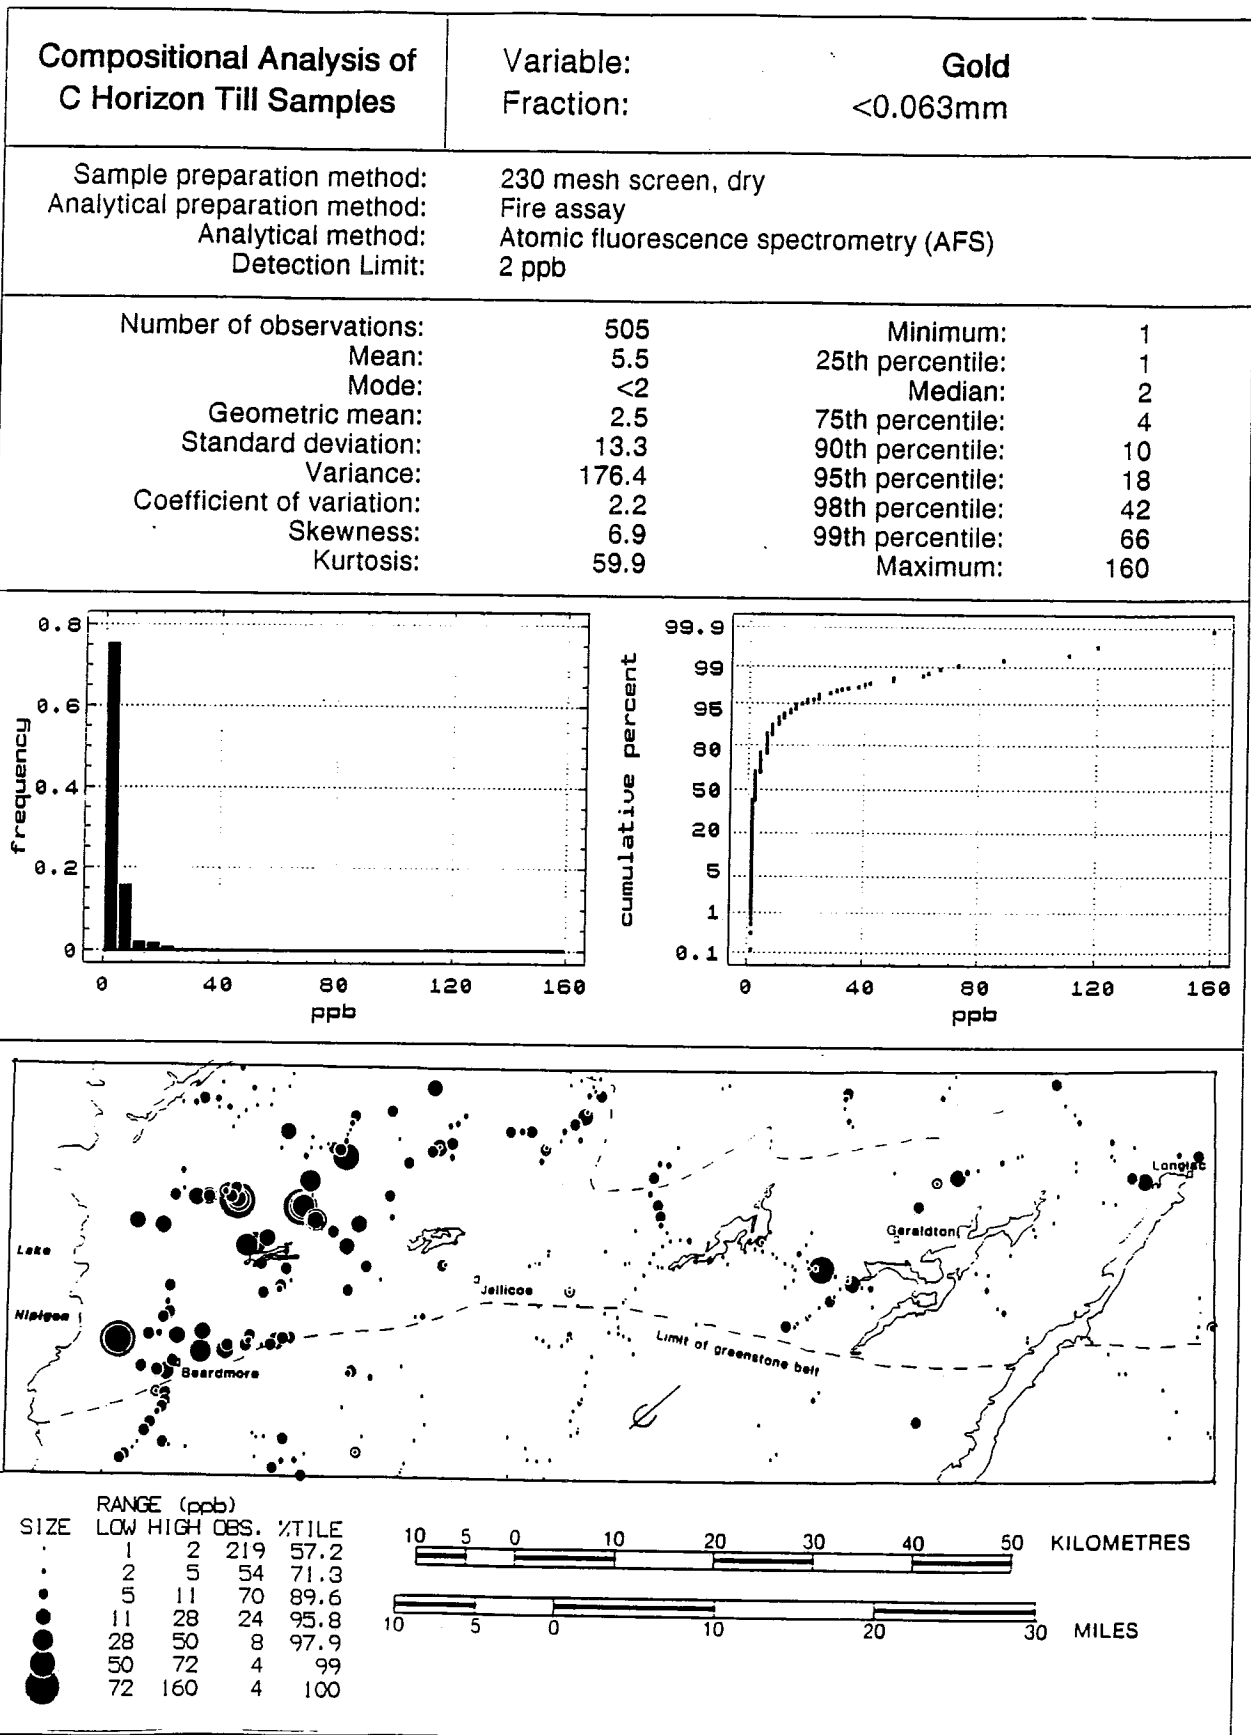 Compositional Analysis of
C Horizon Till Samples
Variable: Gold
Fraction: <0.063mm
Sample preparation method: 230 mesh screen, dry
Analytical preparation method: Fire assay
Analytical method: Atomic fluorescence spectrometry (AFS)
Detection Limit: 2 ppb
Number of observations: 505 Minimum: 1
Mean: 5.5 25th percentile: 1
Mode: <2 Median: 2
Geometric mean: 2.5 75th percentile: 4
Standard deviation: 13.3 90th percentile: 10
Variance: 176.4 95th percentile: 18
Coefficient of variation: 2.2 98th percentile: 42
Skewness: 6.9 99th percentile: 66
Kurtosis: 59.9 Maximum: 160
0.8
0.6
0.4
0.2
0
frequency
0 40 80 120 160
ppb
99.9
99
95
80
50
20
5
1
0.1
cumulative percent
0 40 80 120 160
ppb
Longlac
Geraldton
Lake
Nipigon
Jellicoe
Limit of greenstone belt
Beardmore
RANGE (ppb)
SIZE LOW HIGH OBS. %TILE
1 2 219 57.2
2 5 54 71.3
5 11 70 89.6
11 28 24 95.8
28 50 8 97.9
50 72 4 99
72 160 4 100
10 5 0 10 20 30 40 50 KILOMETRES
10 5 0 10 20 30 MILES